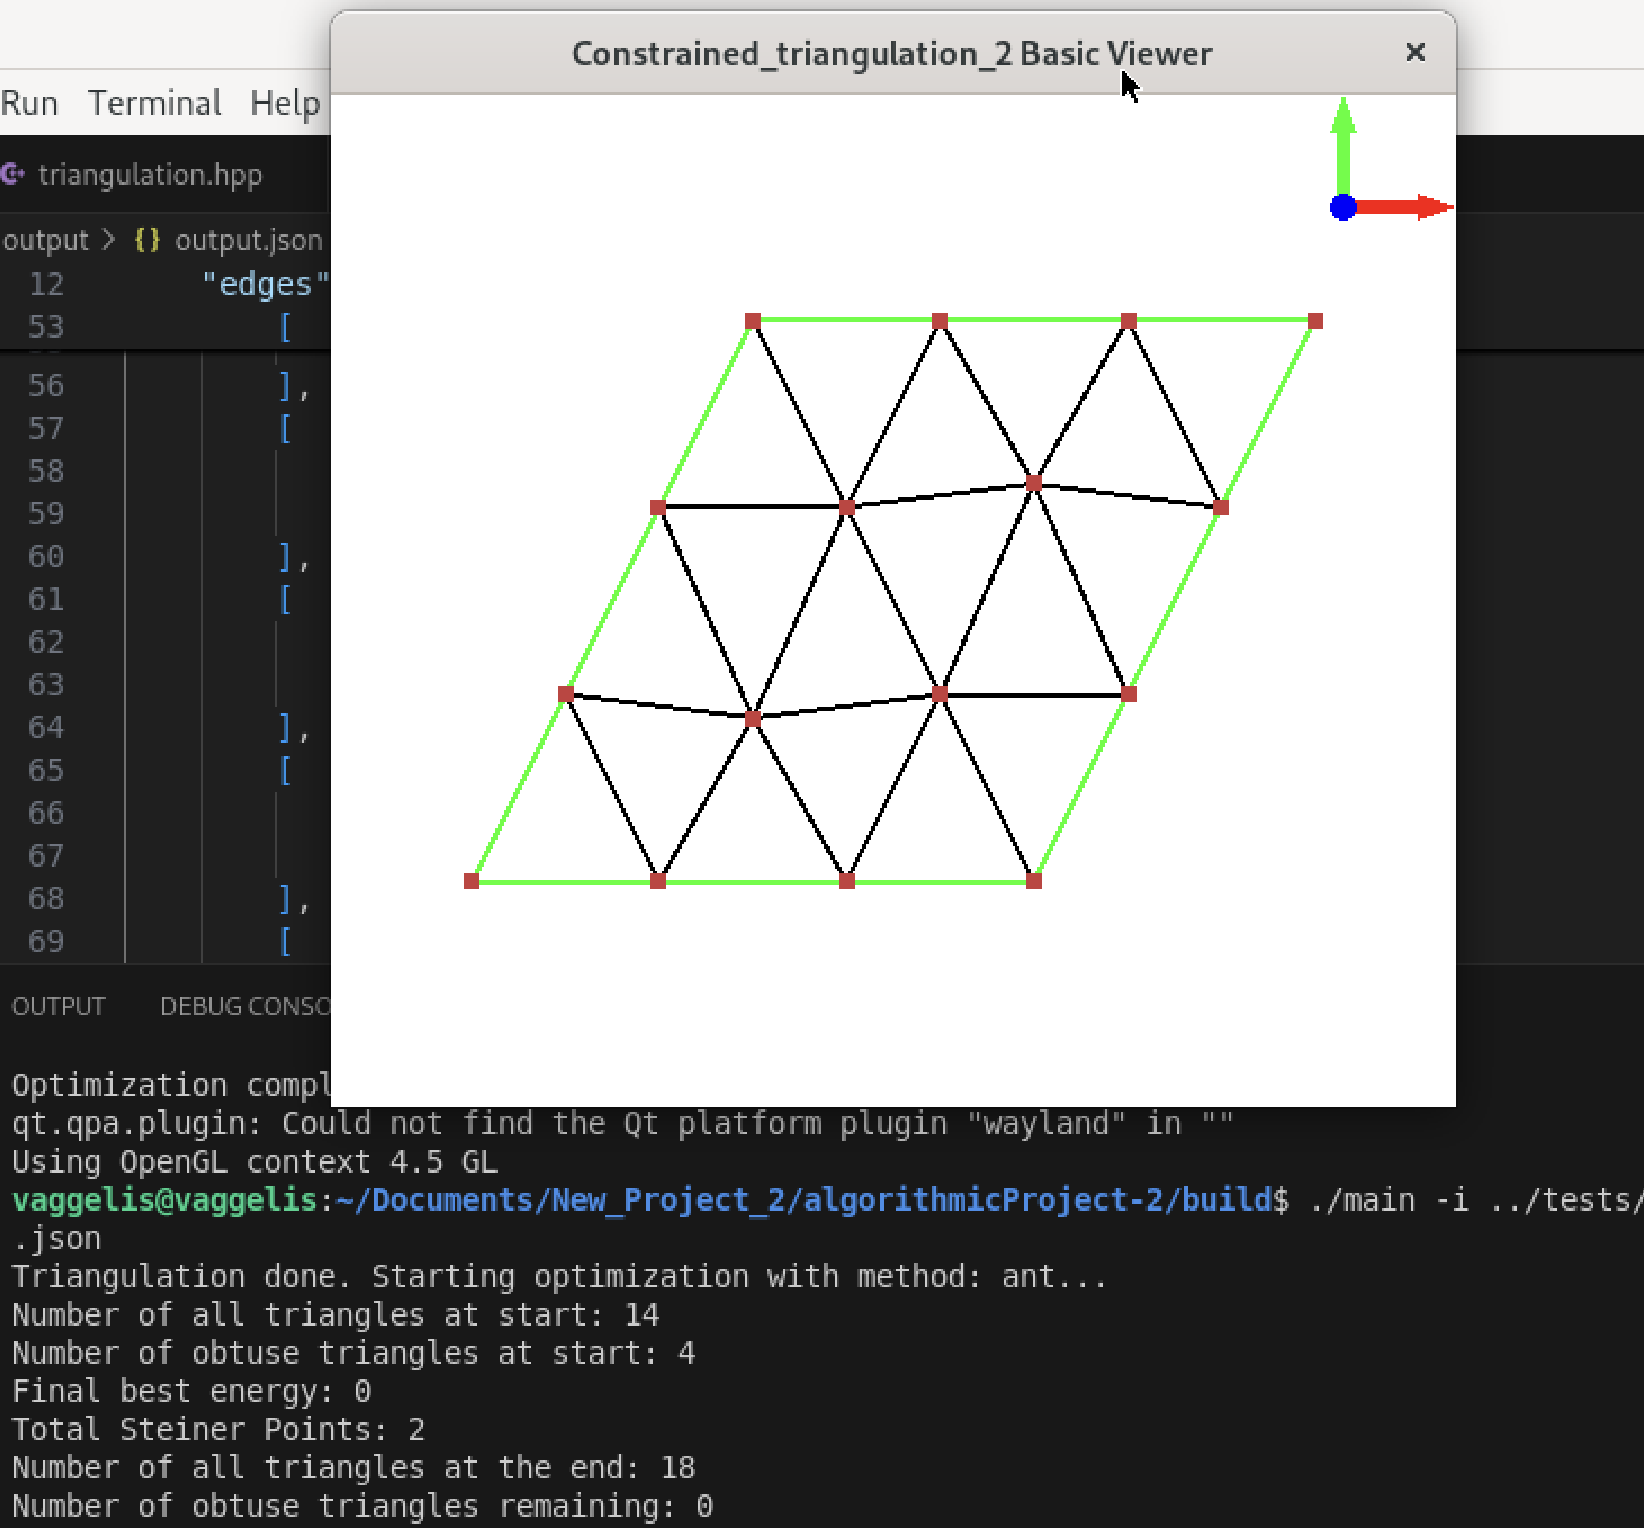 Constrained_triangulation_2 Basic Viewer ×
Run Terminal Help
triangulation.hpp
output > {} output.json
12 "edges"
53 [
56 ],
57 [
58
59
60 ],
61 [
62
63
64 ],
65 [
66
67
68 ],
69 [
OUTPUT DEBUG CONSO
Optimization compl
qt.qpa.plugin: Could not find the Qt platform plugin "wayland" in ""
Using OpenGL context 4.5 GL
vaggelis@vaggelis:~/Documents/New_Project_2/algorithmicProject-2/build$ ./main -i ../tests/
.json
Triangulation done. Starting optimization with method: ant...
Number of all triangles at start: 14
Number of obtuse triangles at start: 4
Final best energy: 0
Total Steiner Points: 2
Number of all triangles at the end: 18
Number of obtuse triangles remaining: 0